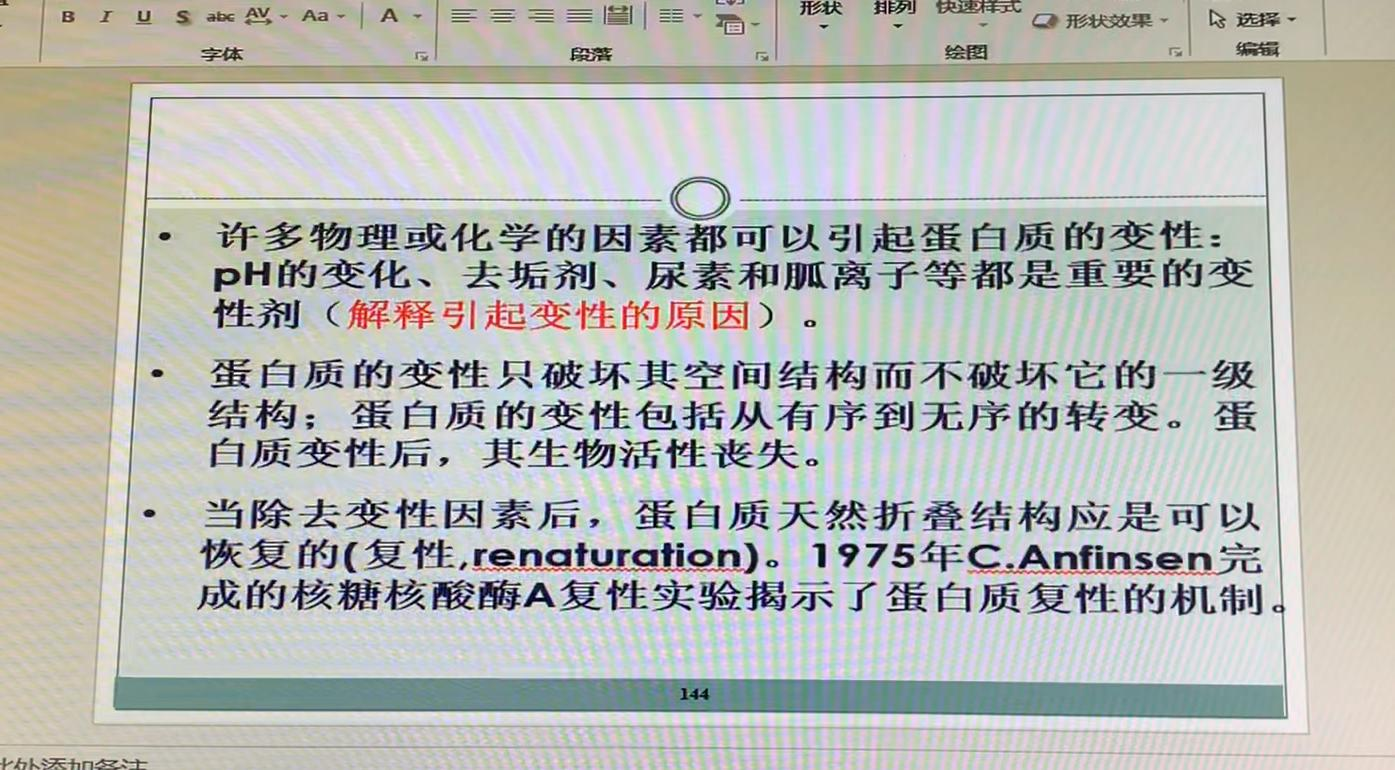 B I U S abc AV Aa A
形状 排列 快速样式
形状效果 选择
字体 段落 绘图 编辑
• 许多物理或化学的因素都可以引起蛋白质的变性：
pH的变化、去垢剂、尿素和胍离子等都是重要的变
性剂（解释引起变性的原因）。
• 蛋白质的变性只破坏其空间结构而不破坏它的一级
结构；蛋白质的变性包括从有序到无序的转变。蛋
白质变性后，其生物活性丧失。
• 当除去变性因素后，蛋白质天然折叠结构应是可以
恢复的(复性,renaturation)。1975年C.Anfinsen完
成的核糖核酸酶A复性实验揭示了蛋白质复性的机制。
144
此处添加备注